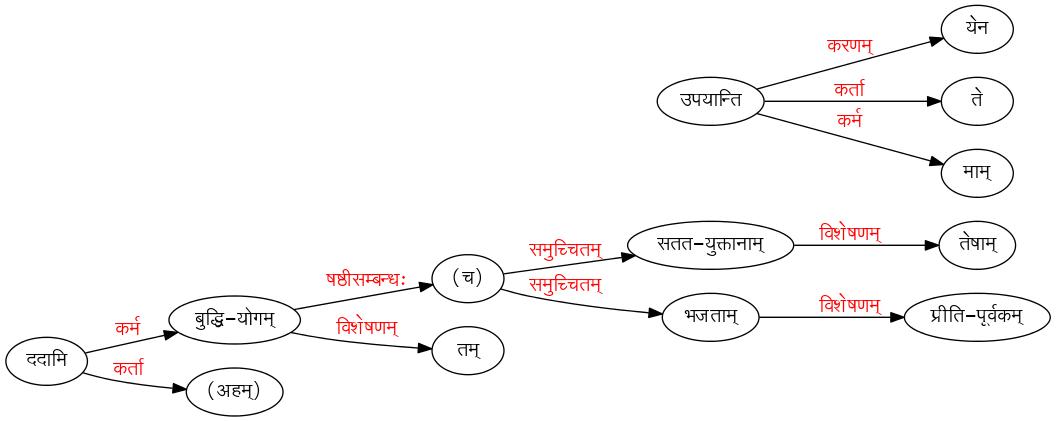 येन
करणम्
उपयान्ति
कर्ता
ते
कर्म
माम्
सतत-युक्तानाम्
विशेषणम्
तेषाम्
समुच्चितम्
षष्ठीसम्बन्धः
(च)
समुच्चितम्
भजताम्
विशेषणम्
प्रीति-पूर्वकम्
बुद्धि-योगम्
विशेषणम्
तम्
कर्म
ददामि
कर्ता
(अहम्)